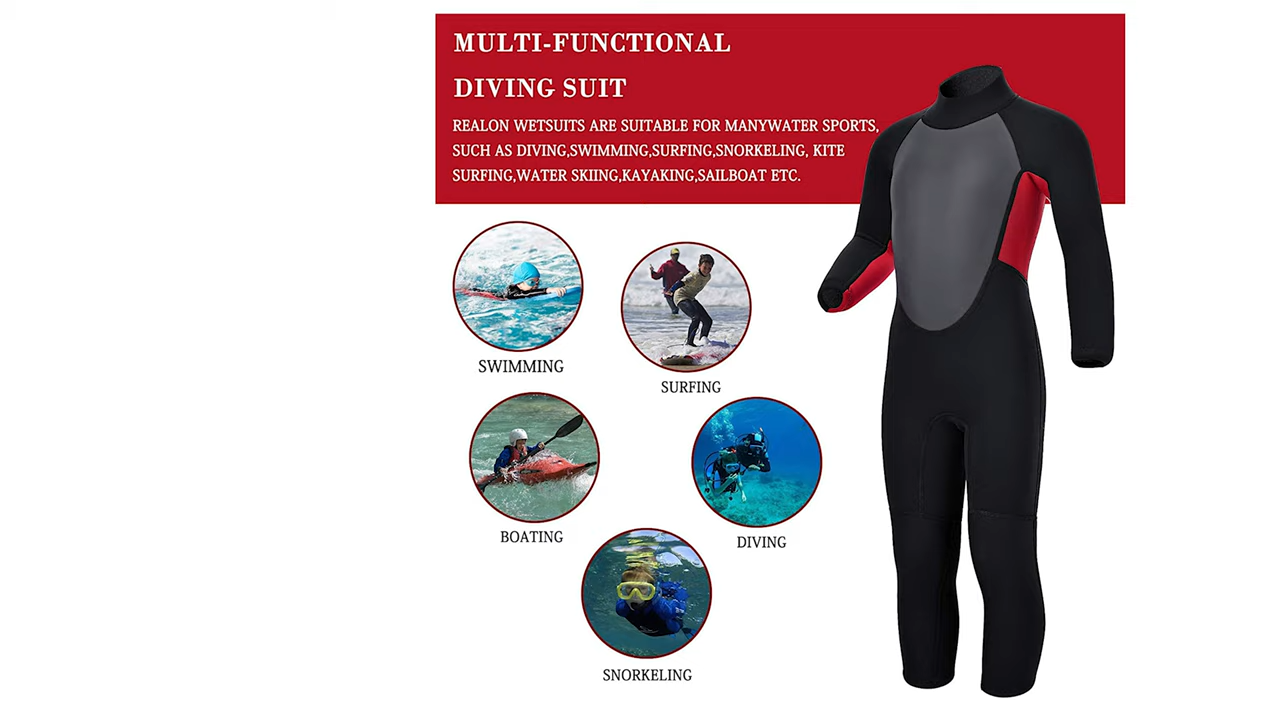 MULTI-FUNCTIONAL
DIVING SUIT
REALON WETSUITS ARE SUITABLE FOR MANYWATER SPORTS,
SUCH AS DIVING,SWIMMING,SURFING,SNORKELING, KITE
SURFING,WATER SKIING,KAYAKING,SAILBOAT ETC.
SWIMMING
SURFING
BOATING
DIVING
SNORKELING